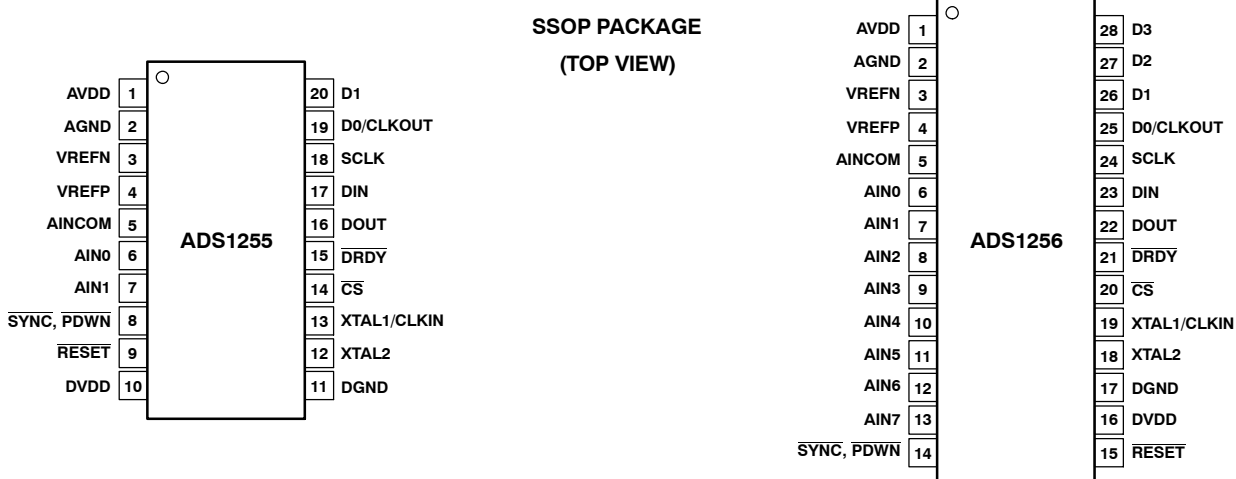 SSOP PACKAGE
(TOP VIEW)
AVDD 1
AGND 2
VREFN 3
VREFP 4
AINCOM 5
AIN0 6
AIN1 7
SYNC, PDWN 8
RESET 9
DVDD 10
ADS1255
20 D1
19 D0/CLKOUT
18 SCLK
17 DIN
16 DOUT
15 DRDY
14 CS
13 XTAL1/CLKIN
12 XTAL2
11 DGND
AVDD 1
AGND 2
VREFN 3
VREFP 4
AINCOM 5
AIN0 6
AIN1 7
AIN2 8
AIN3 9
AIN4 10
AIN5 11
AIN6 12
AIN7 13
SYNC, PDWN 14
ADS1256
28 D3
27 D2
26 D1
25 D0/CLKOUT
24 SCLK
23 DIN
22 DOUT
21 DRDY
20 CS
19 XTAL1/CLKIN
18 XTAL2
17 DGND
16 DVDD
15 RESET